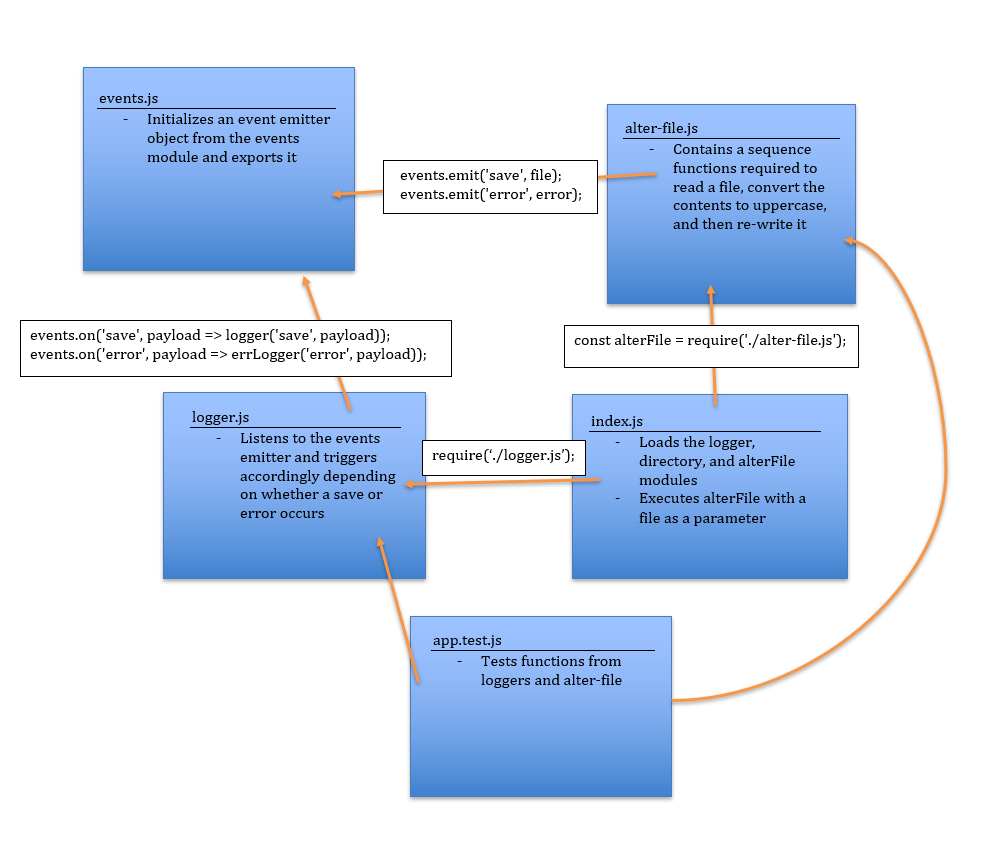 events.js
- Initializes an event emitter
object from the events
module and exports it
alter-file.js
- Contains a sequence
functions required to
read a file, convert the
contents to uppercase,
and then re-write it
events.emit('save', file);
events.emit('error', error);
events.on('save', payload => logger('save', payload));
events.on('error', payload => errLogger('error', payload));
const alterFile = require('./alter-file.js');
logger.js
- Listens to the events
emitter and triggers
accordingly depending
on whether a save or
error occurs
require(‘./logger.js’);
index.js
- Loads the logger,
directory, and alterFile
modules
- Executes alterFile with a
file as a parameter
app.test.js
- Tests functions from
loggers and alter-file